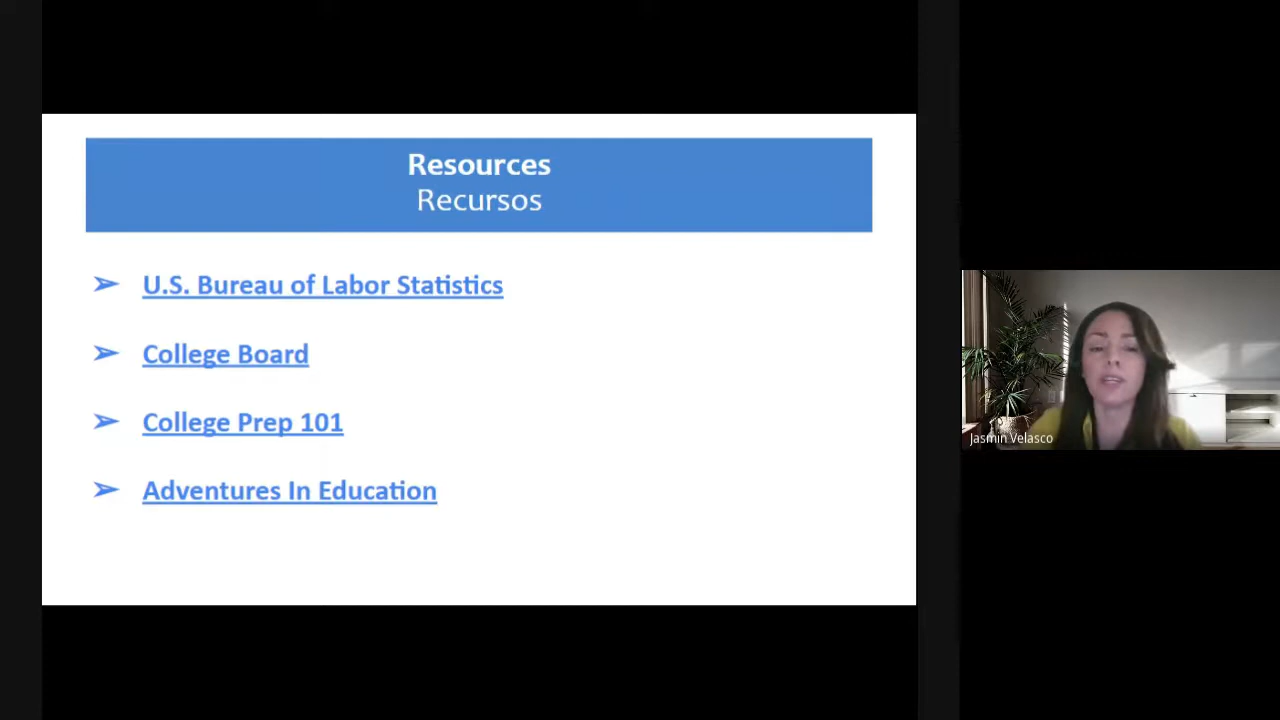 Resources
Recursos
➢ U.S. Bureau of Labor Statistics
➢ College Board
➢ College Prep 101
➢ Adventures In Education
Jasmin Velasco